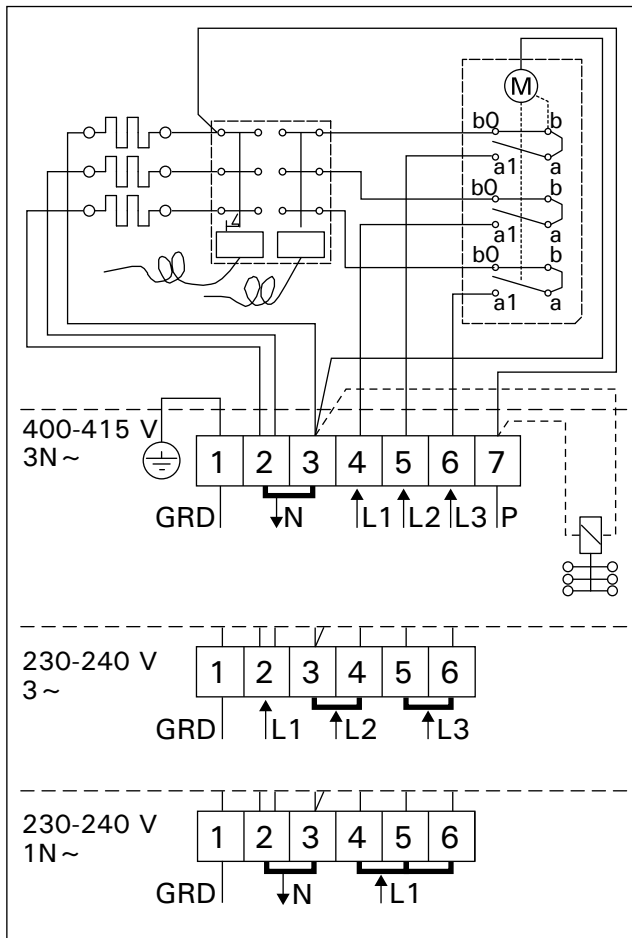 M
b0 b
a1 a
b0 b
a1 a
b0 b
a1 a
400-415 V
3N~
1 2 3 4 5 6 7
GRD N L1 L2 L3 P
230-240 V
3~
1 2 3 4 5 6
GRD L1 L2 L3
230-240 V
1N~
1 2 3 4 5 6
GRD N L1